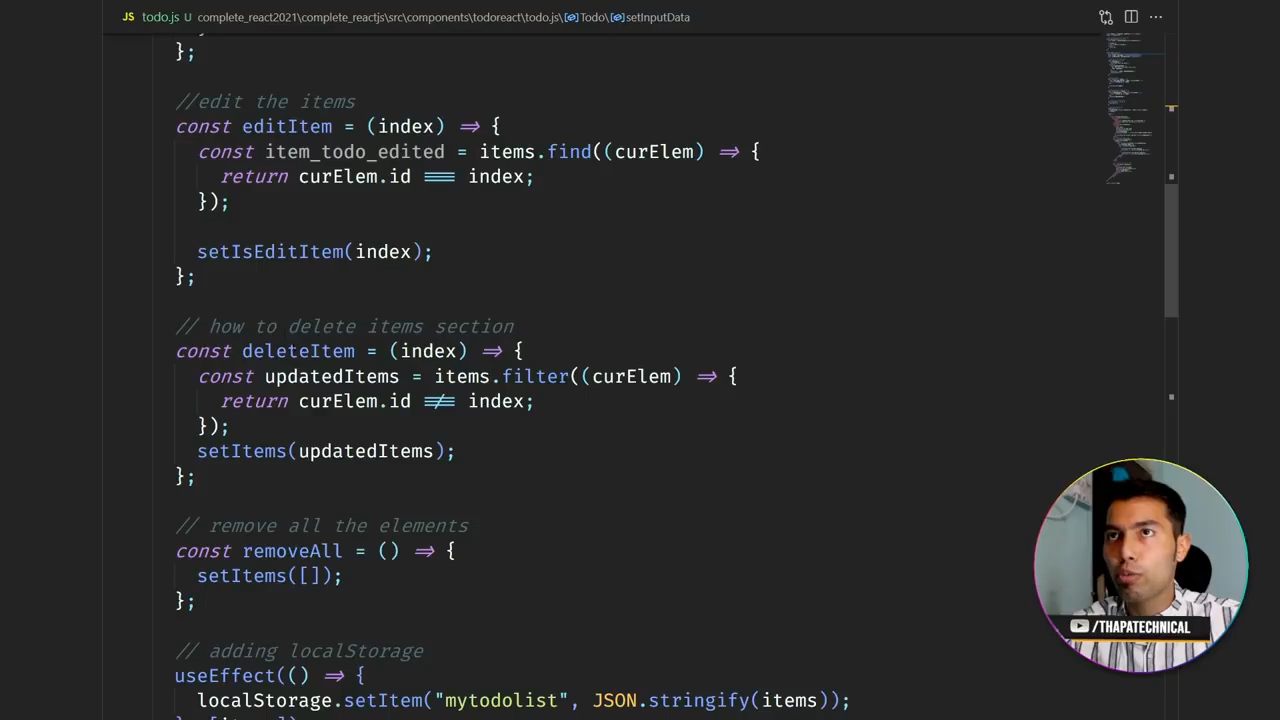 JS todo.js U complete_react2021\complete_reactjs\src\components\todoreact\todo.js\Todo\setInputData
};
//edit the items
const editItem = (index) => {
const item_todo_edited = items.find((curElem) => {
return curElem.id === index;
});
setIsEditItem(index);
};
// how to delete items section
const deleteItem = (index) => {
const updatedItems = items.filter((curElem) => {
return curElem.id !== index;
});
setItems(updatedItems);
};
// remove all the elements
const removeAll = () => {
setItems([]);
};
// adding localStorage
useEffect(() => {
localStorage.setItem("mytodolist", JSON.stringify(items));
/THAPATECHNICAL